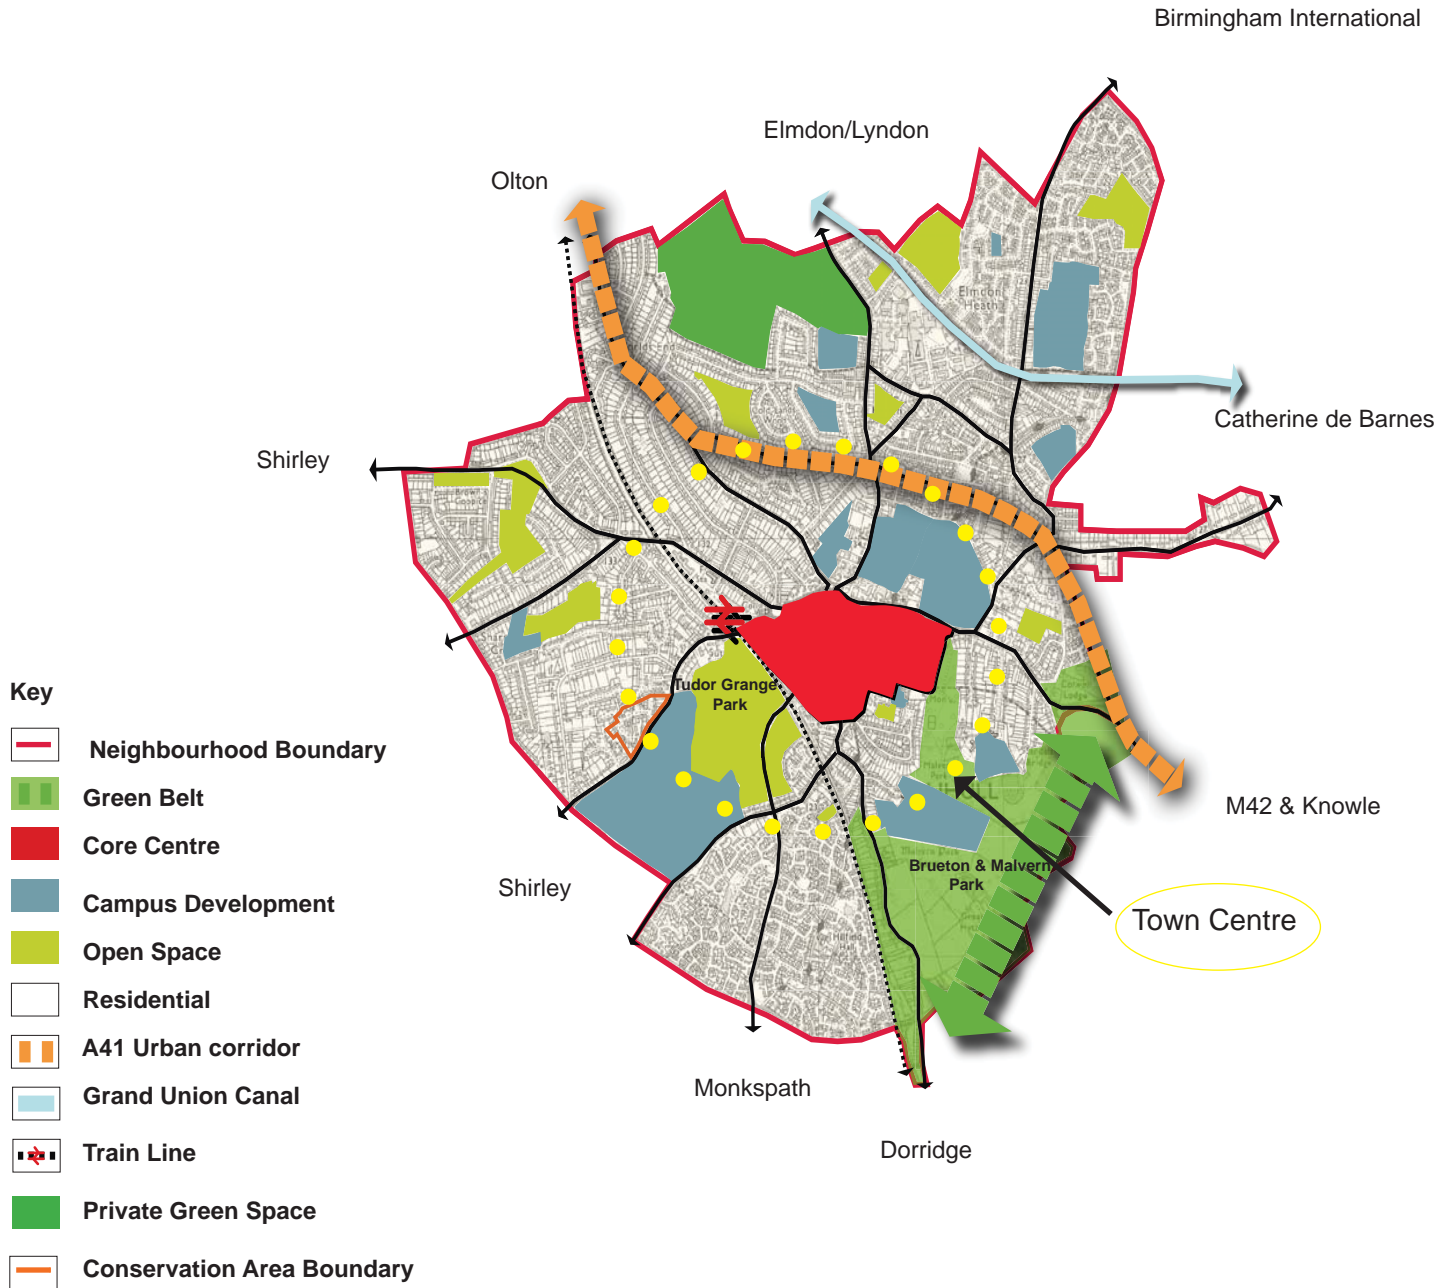 Birmingham International
Elmdon/Lyndon
Olton
Elmdon
Heath
Catherine de Barnes
Shirley
Tudor Grange
Park
Key
Neighbourhood Boundary
Green Belt
Core Centre
Campus Development
Open Space
Residential
A41 Urban corridor
Grand Union Canal
Train Line
Private Green Space
Conservation Area Boundary
M42 & Knowle
Brueton & Malvern
Park
Shirley
Town Centre
Monkspath
Dorridge